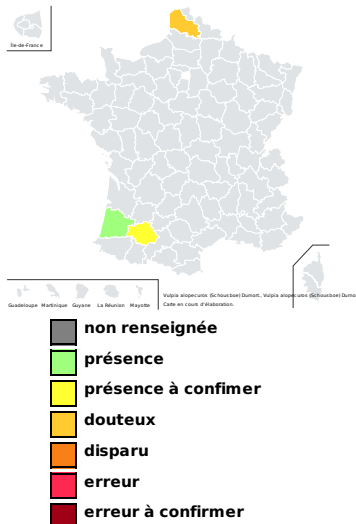 Île-de-France
Guadeloupe Martinique Guyane La Réunion Mayotte
Vulpia alopecuros (Schousboe) Dumort., Vulpia alopecuros (Schousboe) Dumo
Carte en cours d'élaboration.
non renseignée
présence
présence à confimer
douteux
disparu
erreur
erreur à confirmer